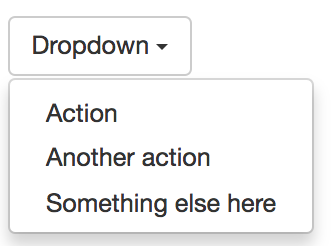 Dropdown
Action
Another action
Something else here